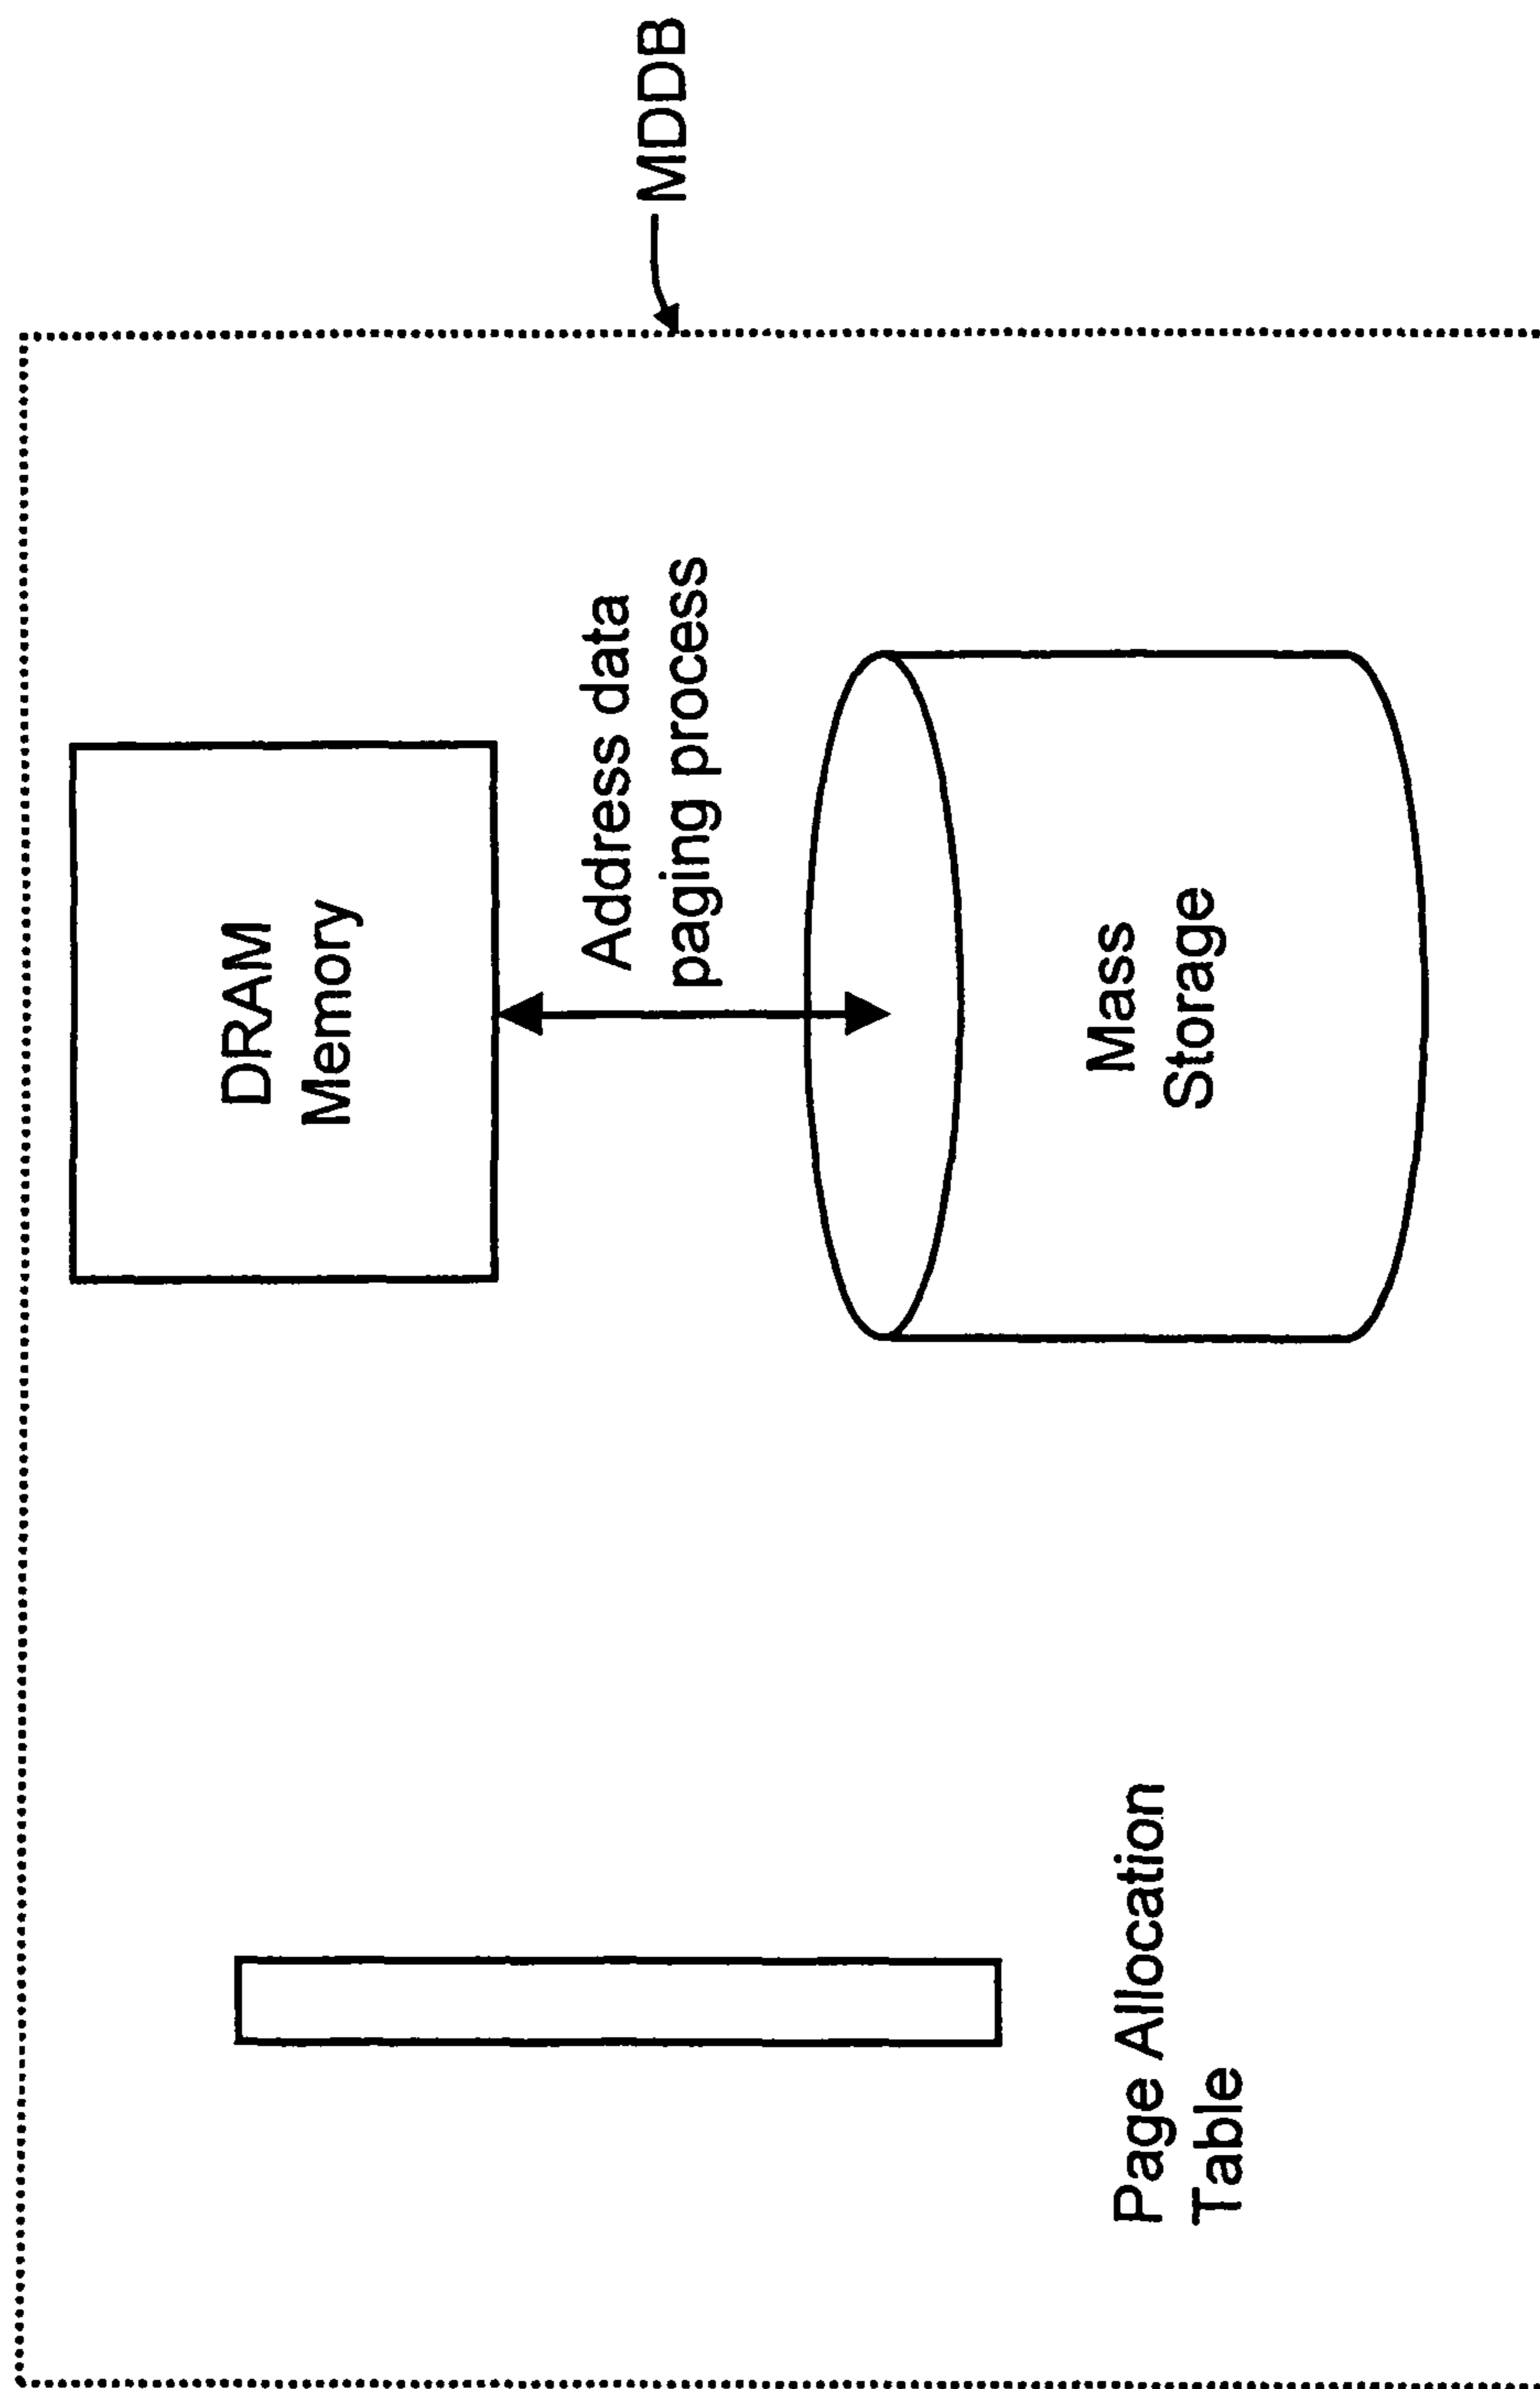 MDDB
DRAM
Memory
Address data
paging process
Mass
Storage
Page Allocation
Table